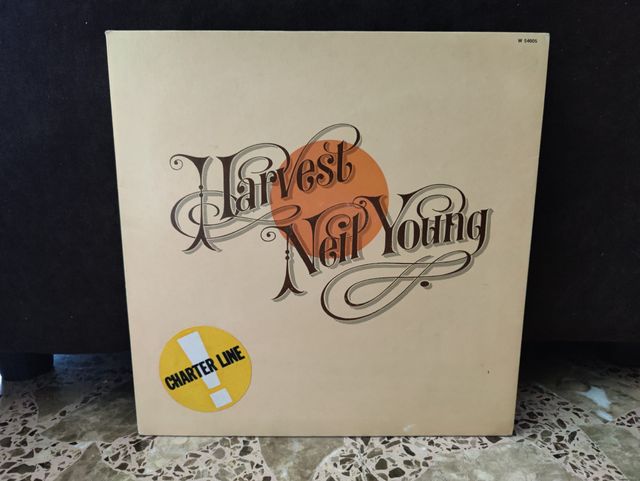 W 54005
Harvest
Neil Young
CHARTER LINE
!